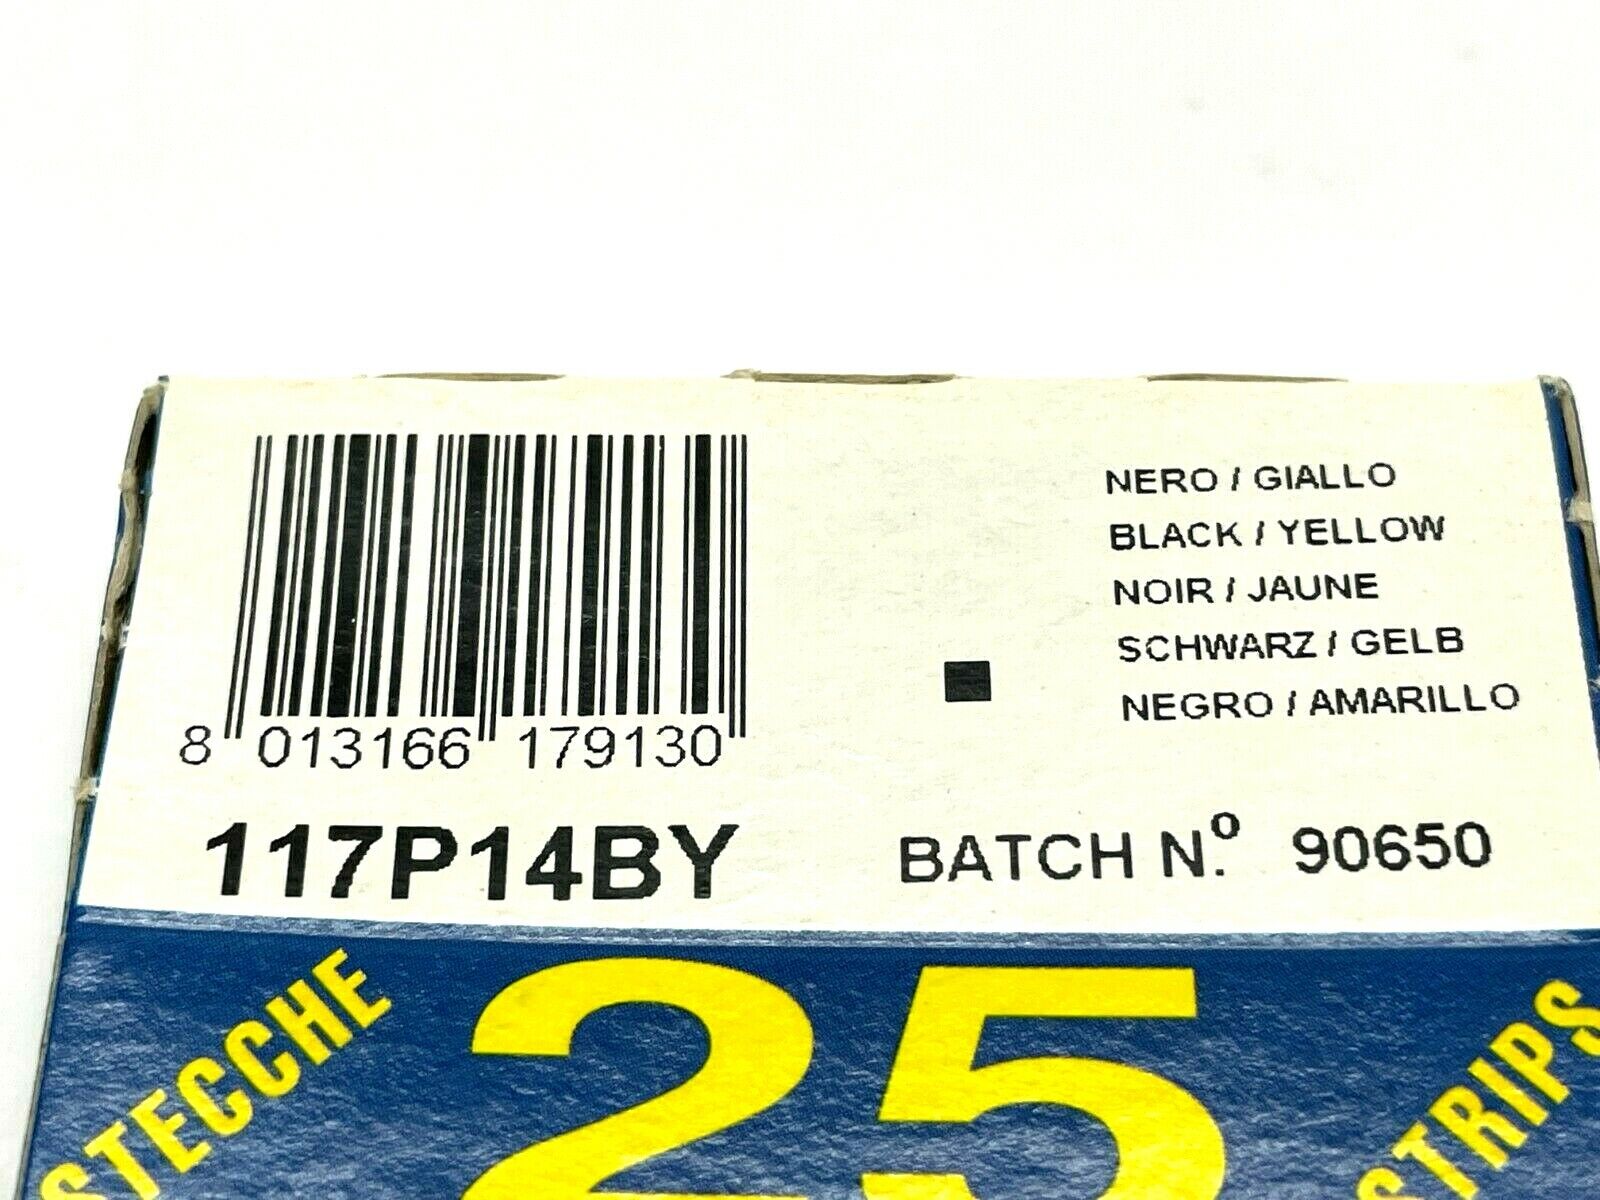 NERO / GIALLO
BLACK / YELLOW
NOIR / JAUNE
SCHWARZ / GELB
NEGRO / AMARILLO
8 013166 179130
117P14BY
BATCH N.º 90650
STECCHE
25
STRIPS